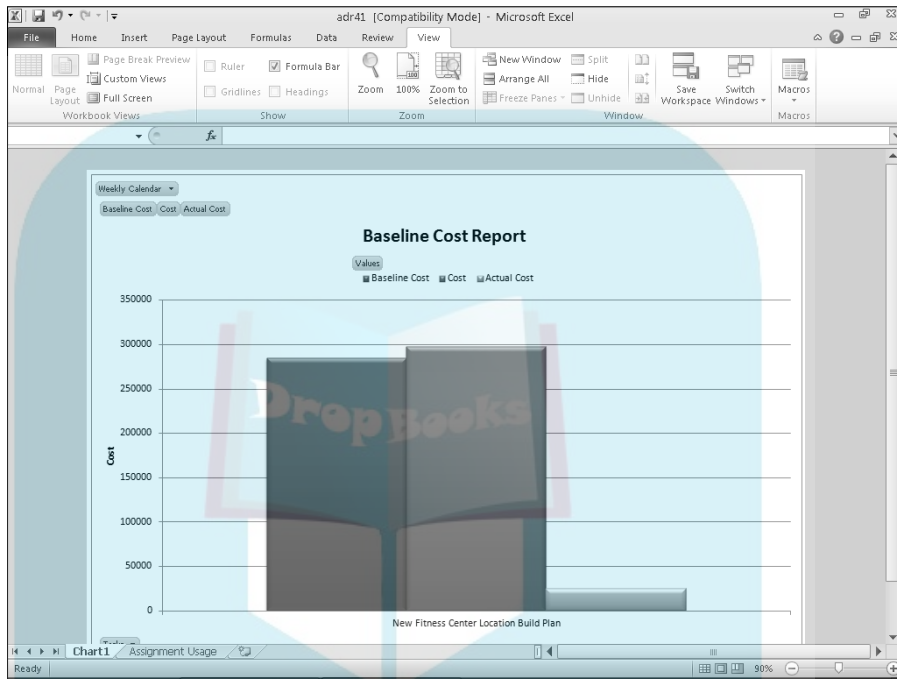 adr41 [Compatibility Mode] - Microsoft Excel
File Home Insert Page Layout Formulas Data Review View
Normal
Page Layout
Page Break Preview
Custom Views
Full Screen
Workbook Views
Ruler
Formula Bar
Gridlines
Headings
Show
Zoom
100%
Zoom to Selection
Zoom
New Window
Arrange All
Freeze Panes
Split
Hide
Unhide
Save Workspace
Switch Windows
Window
Macros
Macros
fx
Weekly Calendar
Baseline Cost Cost Actual Cost
Baseline Cost Report
Values
Baseline Cost Cost Actual Cost
350000
300000
250000
200000
150000
100000
50000
0
Cost
DropBooks
New Fitness Center Location Build Plan
Tasks
Chart1 Assignment Usage
Ready
90%